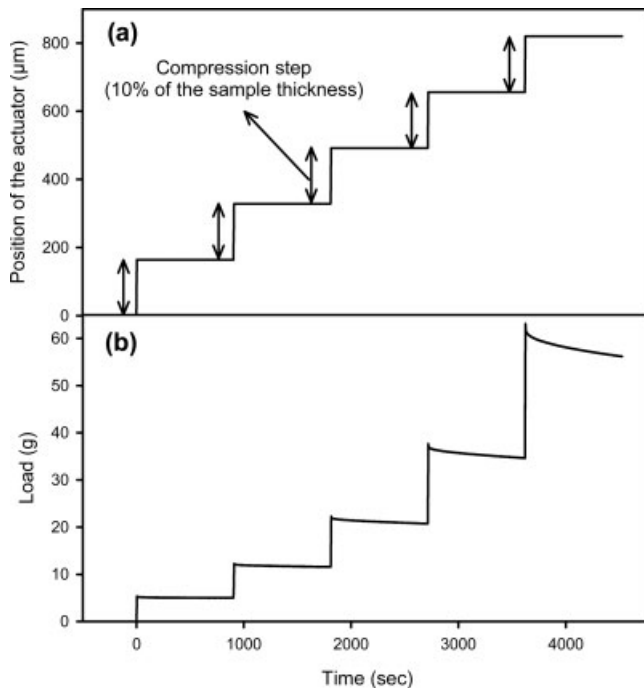 (a)
Compression step
(10% of the sample thickness)
Position of the actuator (µm)
800
600
400
200
0
(b)
Load (g)
60
50
40
30
20
10
0
0 1000 2000 3000 4000
Time (sec)